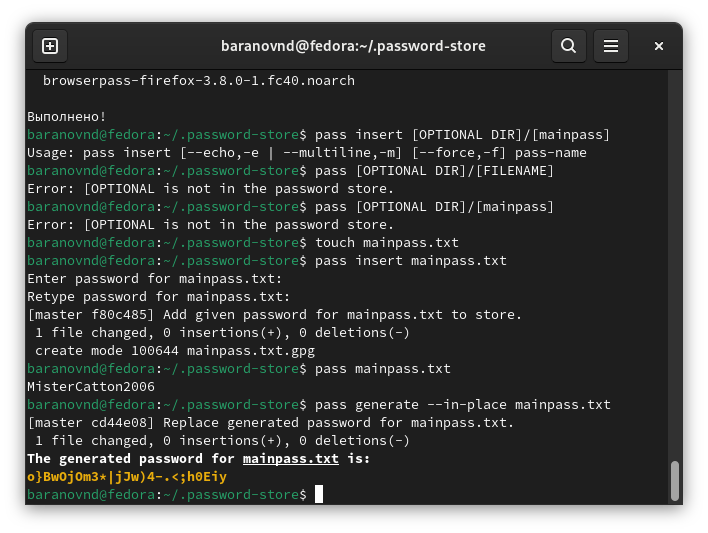 baranovnd@fedora:~/.password-store
browserpass-firefox-3.8.0-1.fc40.noarch
Выполнено!
baranovnd@fedora:~/.password-store$ pass insert [OPTIONAL DIR]/[mainpass]
Usage: pass insert [--echo,-e | --multiline,-m] [--force,-f] pass-name
baranovnd@fedora:~/.password-store$ pass [OPTIONAL DIR]/[FILENAME]
Error: [OPTIONAL is not in the password store.
baranovnd@fedora:~/.password-store$ pass [OPTIONAL DIR]/[mainpass]
Error: [OPTIONAL is not in the password store.
baranovnd@fedora:~/.password-store$ touch mainpass.txt
baranovnd@fedora:~/.password-store$ pass insert mainpass.txt
Enter password for mainpass.txt:
Retype password for mainpass.txt:
[master f80c485] Add given password for mainpass.txt to store.
1 file changed, 0 insertions(+), 0 deletions(-)
create mode 100644 mainpass.txt.gpg
baranovnd@fedora:~/.password-store$ pass mainpass.txt
MisterCatton2006
baranovnd@fedora:~/.password-store$ pass generate --in-place mainpass.txt
[master cd44e08] Replace generated password for mainpass.txt.
1 file changed, 0 insertions(+), 0 deletions(-)
The generated password for mainpass.txt is:
o}BwOjOm3*|jJw)4-.<;h0Eiy
baranovnd@fedora:~/.password-store$